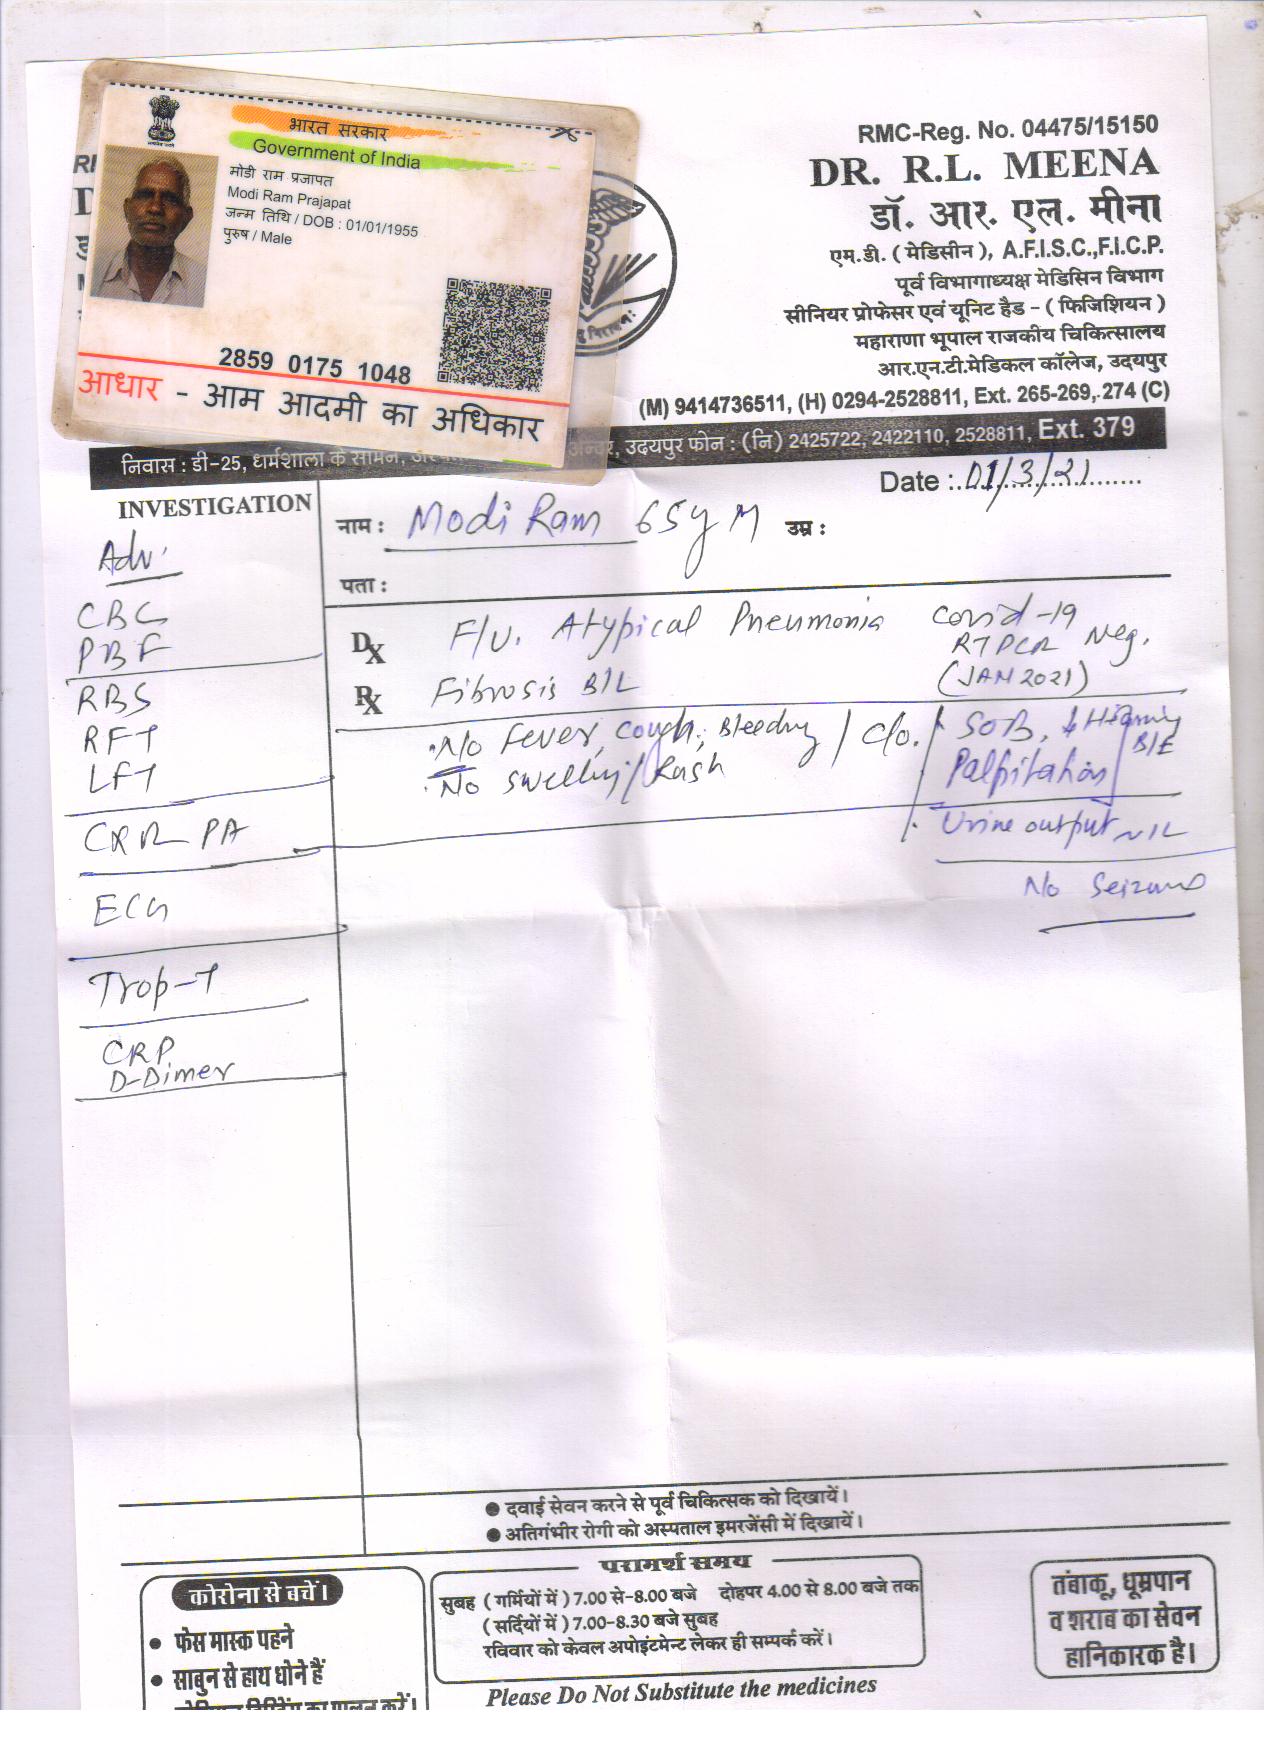 भारत सरकार
Government of India
मोडी राम प्रजापत
Modi Ram Prajapat
जन्म तिथि / DOB : 01/01/1955
पुरुष / Male
2859 0175 1048
आधार - आम आदमी का अधिकार
RMC-Reg. No. 04475/15150
DR. R.L. MEENA
डॉ. आर. एल. मीना
एम.डी. ( मेडिसीन ), A.F.I.S.C.,F.I.C.P.
पूर्व विभागाध्यक्ष मेडिसिन विभाग
सीनियर प्रोफेसर एवं यूनिट हैड - ( फिजिशियन )
महाराणा भूपाल राजकीय चिकित्सालय
आर.एन.टी.मेडिकल कॉलेज, उदयपुर
(M) 9414736511, (H) 0294-2528811, Ext. 265-269, 274 (C)
निवास : डी-25, धर्मशाला के सामने, उदयपुर फोन : (नि) 2425722, 2422110, 2528811, Ext. 379
Date : 01/3/21
INVESTIGATION
नाम : Modi Ram 65y M उम्र :
पता :
Adv.
CBC
PBF
RBS
RFT
LFT
CXR PA
ECG
Trop-T
CRP
D-Dimer
Dx F/U. Atypical Pneumonia Covid-19
RTPCR Neg.
(JAN 2021)
Rx Fibrosis B/L
No Fever, cough, Bleeding / C/o. SOB,
B/E
No swelling / Rash Palpitation
Urine output
No Seizure
दवाई सेवन करने से पूर्व चिकित्सक को दिखायें।
अतिगंभीर रोगी को अस्पताल इमरजेंसी में दिखायें।
कोरोना से बचें।
फेस मास्क पहने
साबुन से हाथ धोने हैं
परामर्श समय
सुबह ( गर्मियों में ) 7.00 से-8.00 बजे दोहपर 4.00 से 8.00 बजे तक
(सर्दियों में ) 7.00-8.30 बजे सुबह
रविवार को केवल अपोइंटमेन्ट लेकर ही सम्पर्क करें।
तंबाकू, धूम्रपान
व शराब का सेवन
हानिकारक है।
Please Do Not Substitute the medicines